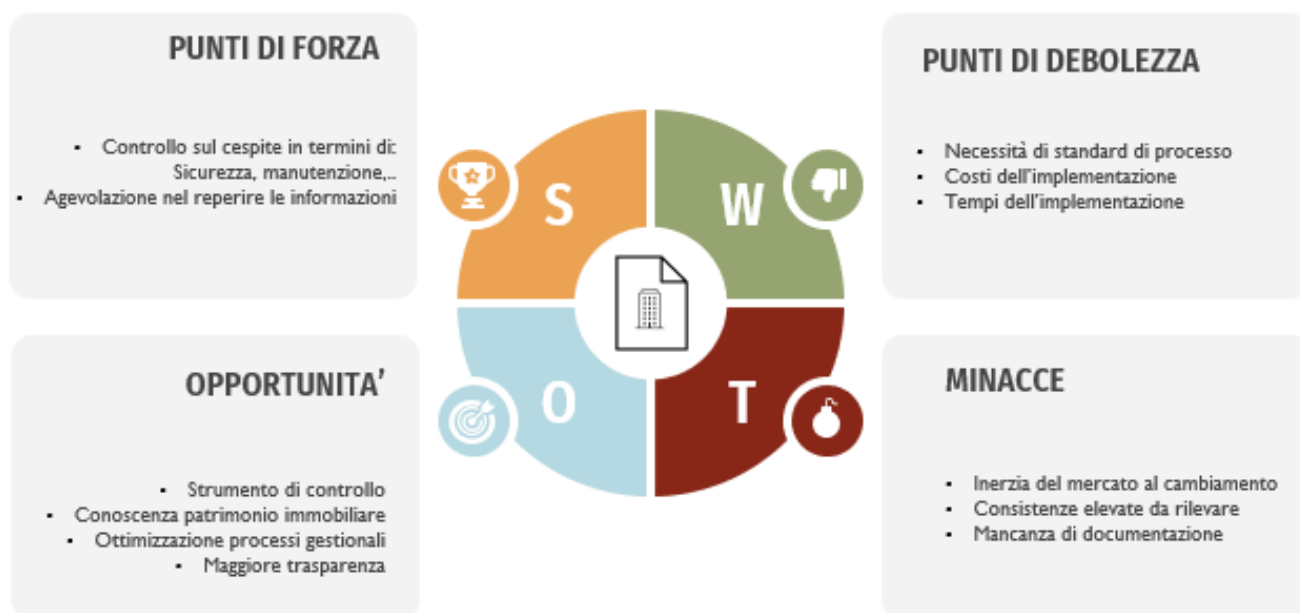 PUNTI DI FORZA
▪ Controllo sul cespite in termini di:
Sicurezza, manutenzione,..
▪ Agevolazione nel reperire le informazioni
PUNTI DI DEBOLEZZA
▪ Necessità di standard di processo
▪ Costi dell'implementazione
▪ Tempi dell'implementazione
S
W
O
T
OPPORTUNITA'
▪ Strumento di controllo
▪ Conoscenza patrimonio immobiliare
▪ Ottimizzazione processi gestionali
▪ Maggiore trasparenza
MINACCE
▪ Inerzia del mercato al cambiamento
▪ Consistenze elevate da rilevare
▪ Mancanza di documentazione